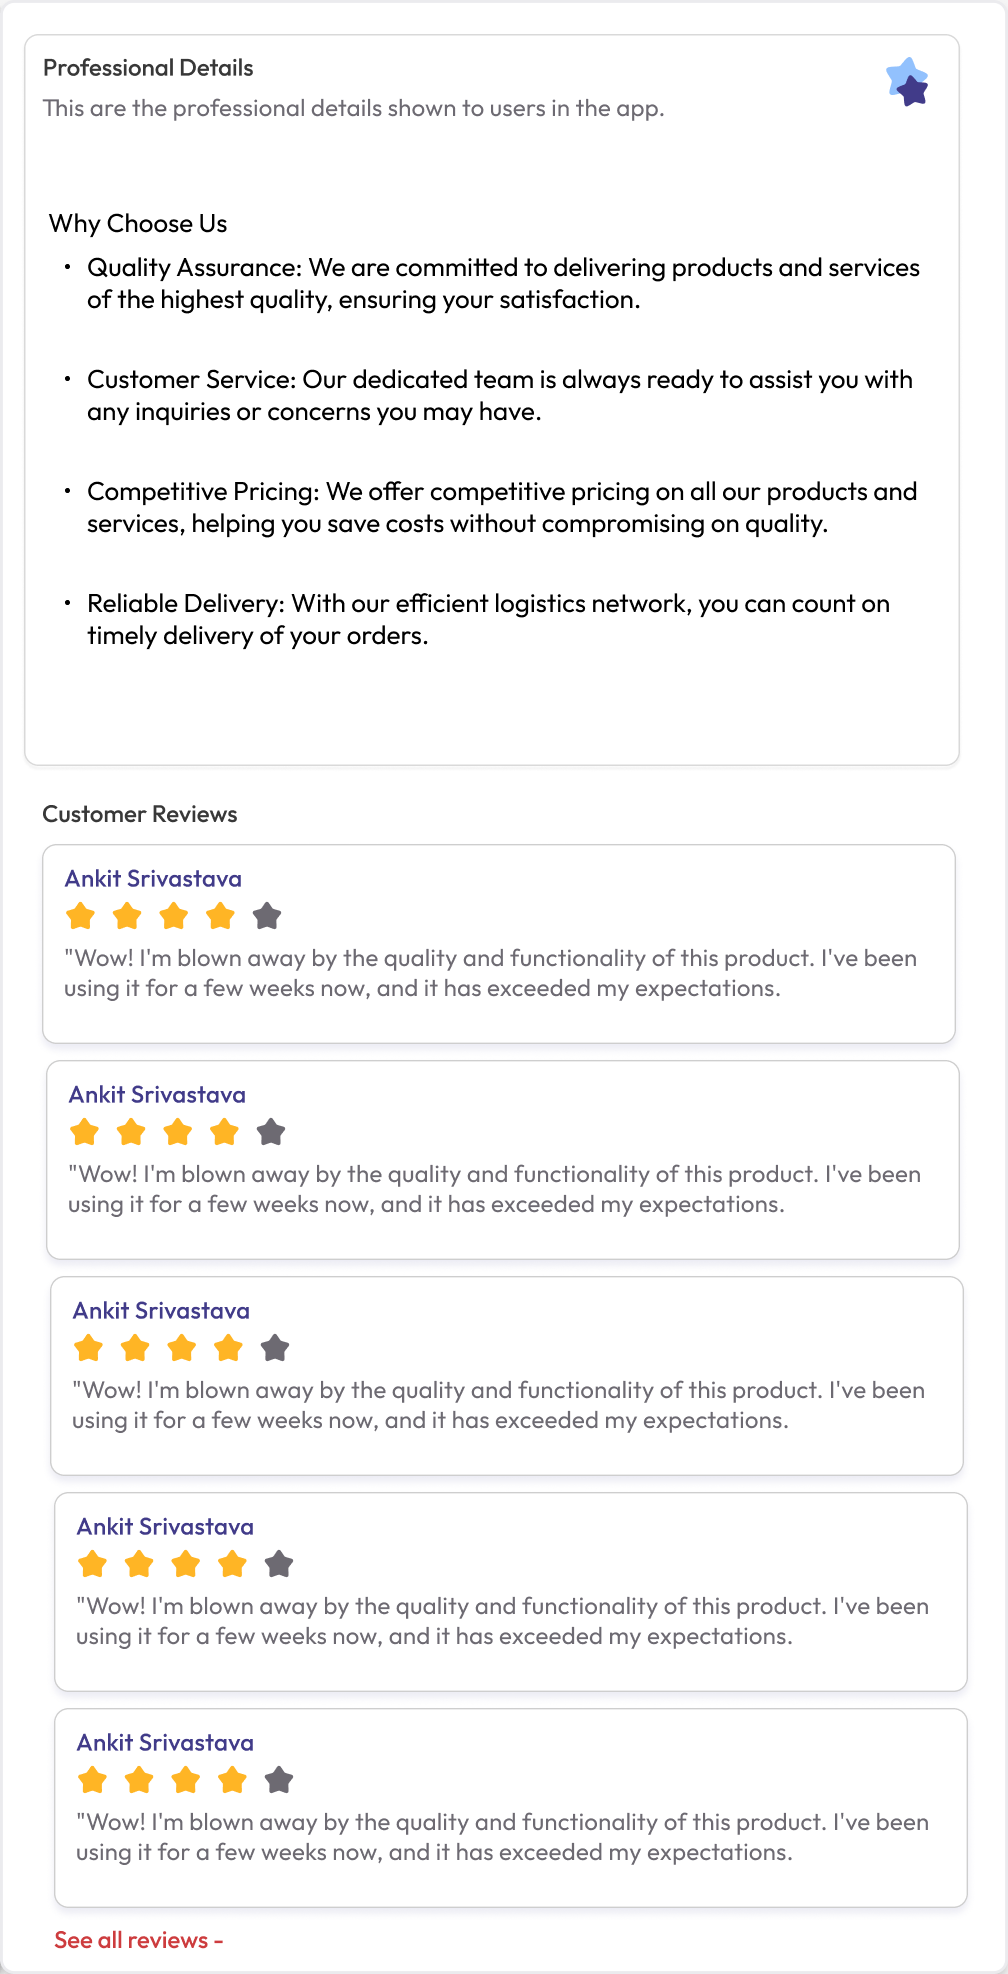 Professional Details
This are the professional details shown to users in the app.
Why Choose Us
• Quality Assurance: We are committed to delivering products and services
of the highest quality, ensuring your satisfaction.
• Customer Service: Our dedicated team is always ready to assist you with
any inquiries or concerns you may have.
• Competitive Pricing: We offer competitive pricing on all our products and
services, helping you save costs without compromising on quality.
• Reliable Delivery: With our efficient logistics network, you can count on
timely delivery of your orders.
Customer Reviews
Ankit Srivastava
"Wow! I'm blown away by the quality and functionality of this product. I've been
using it for a few weeks now, and it has exceeded my expectations.
Ankit Srivastava
"Wow! I'm blown away by the quality and functionality of this product. I've been
using it for a few weeks now, and it has exceeded my expectations.
Ankit Srivastava
"Wow! I'm blown away by the quality and functionality of this product. I've been
using it for a few weeks now, and it has exceeded my expectations.
Ankit Srivastava
"Wow! I'm blown away by the quality and functionality of this product. I've been
using it for a few weeks now, and it has exceeded my expectations.
Ankit Srivastava
"Wow! I'm blown away by the quality and functionality of this product. I've been
using it for a few weeks now, and it has exceeded my expectations.
See all reviews -